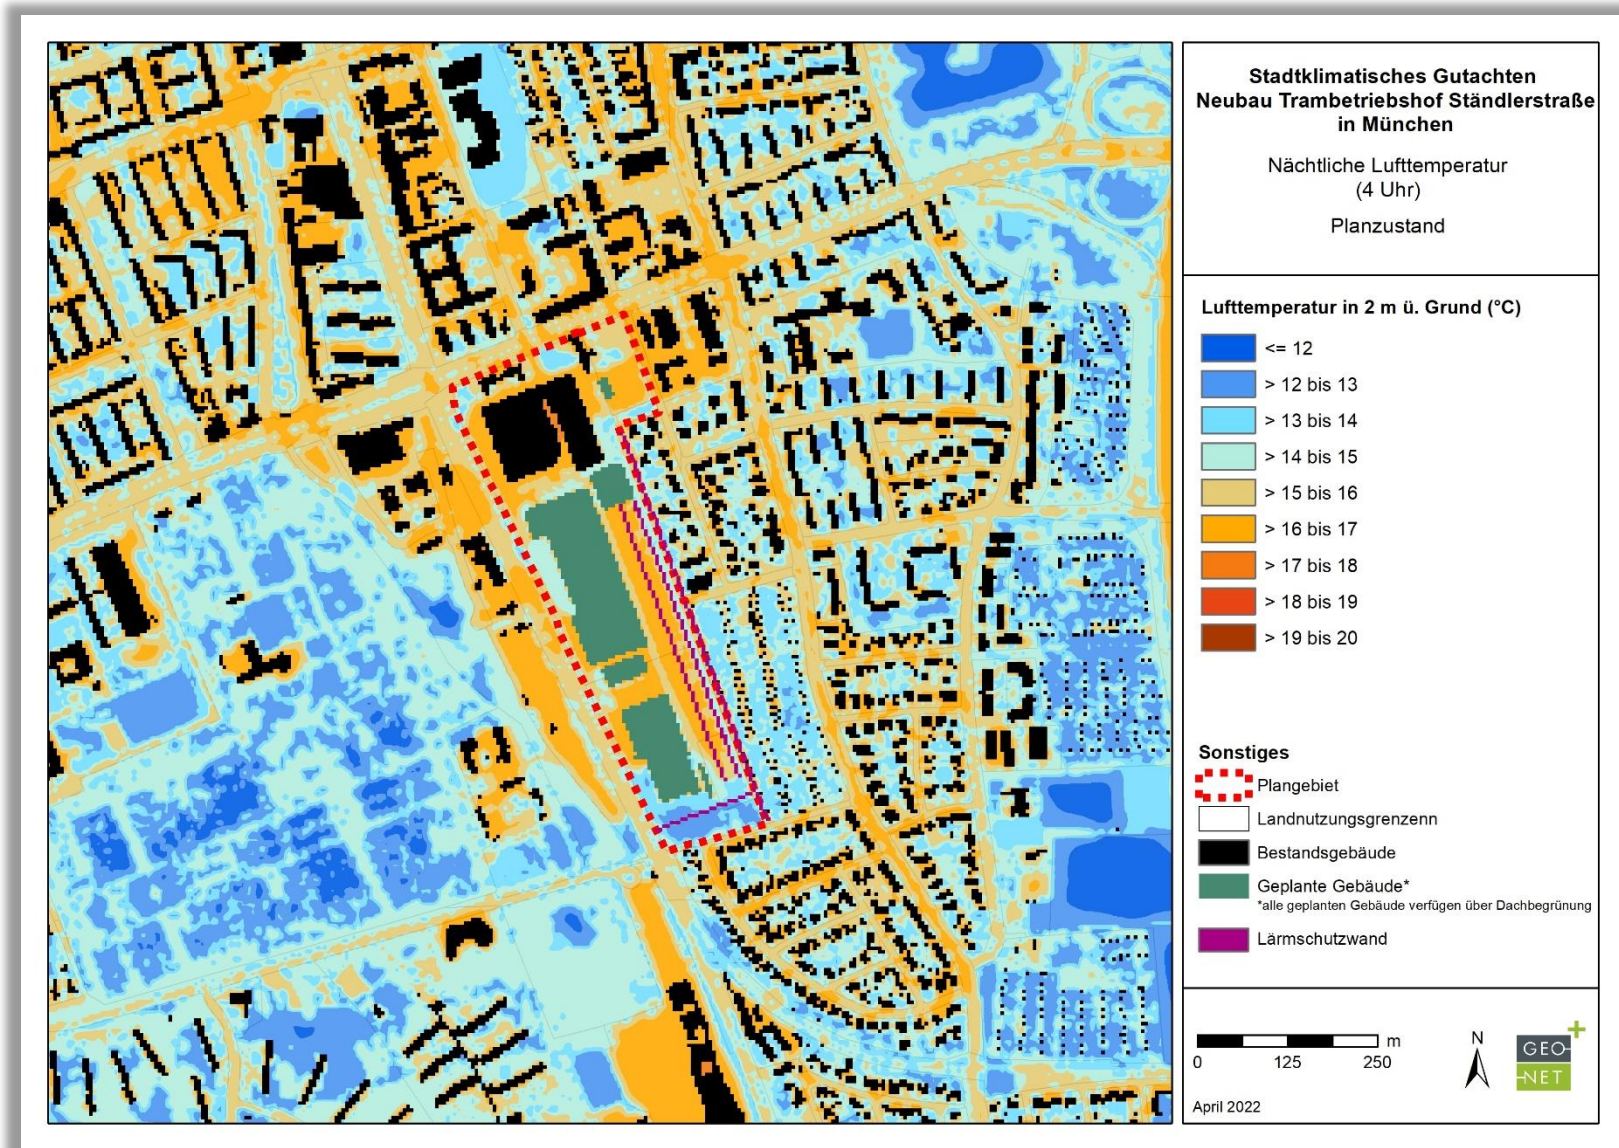 Stadtklimatisches Gutachten
Neubau Trambetriebshof Ständlerstraße
in München
Nächtliche Lufttemperatur
(4 Uhr)
Planzustand
Lufttemperatur in 2 m ü. Grund (°C)
<= 12
> 12 bis 13
> 13 bis 14
> 14 bis 15
> 15 bis 16
> 16 bis 17
> 17 bis 18
> 18 bis 19
> 19 bis 20
Sonstiges
Plangebiet
Landnutzungsgrenzenn
Bestandsgebäude
Geplante Gebäude*
*alle geplanten Gebäude verfügen über Dachbegrünung
Lärmschutzwand
m
0 125 250
N
GEO
NET
April 2022